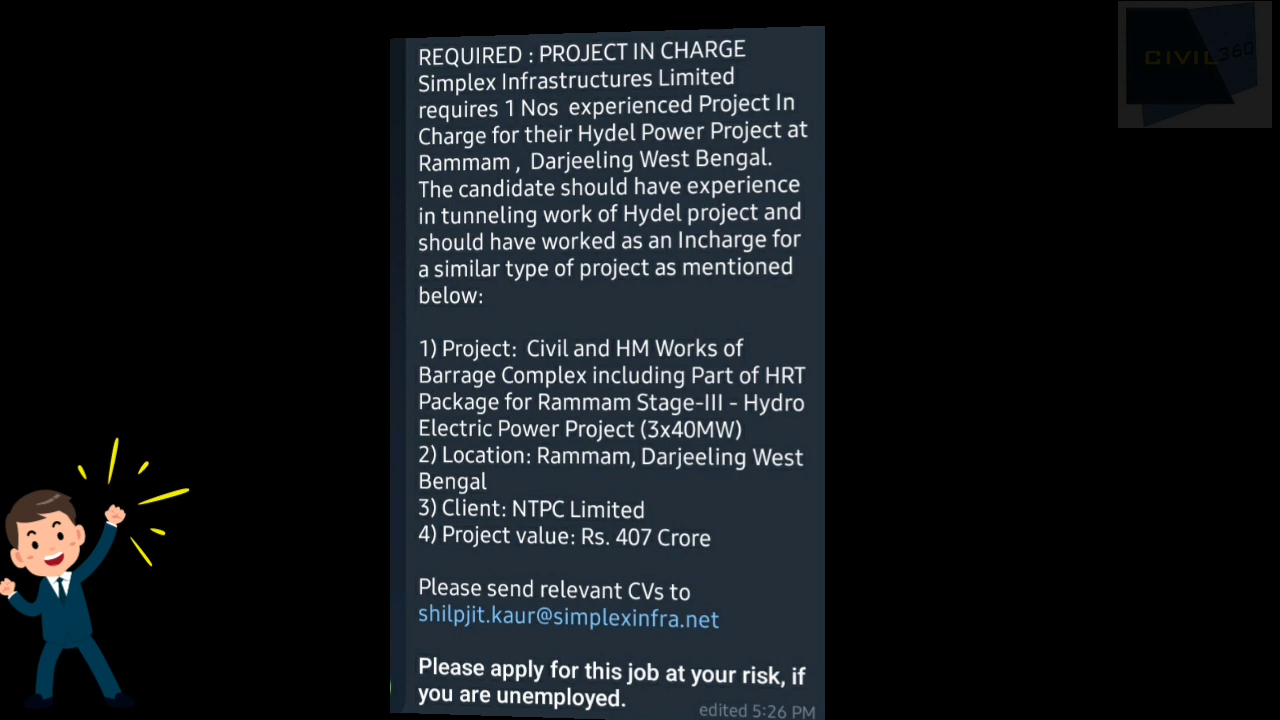 REQUIRED : PROJECT IN CHARGE
Simplex Infrastructures Limited
requires 1 Nos experienced Project In
Charge for their Hydel Power Project at
Rammam , Darjeeling West Bengal.
The candidate should have experience
in tunneling work of Hydel project and
should have worked as an Incharge for
a similar type of project as mentioned
below:
1) Project: Civil and HM Works of
Barrage Complex including Part of HRT
Package for Rammam Stage-III - Hydro
Electric Power Project (3x40MW)
2) Location: Rammam, Darjeeling West
Bengal
3) Client: NTPC Limited
4) Project value: Rs. 407 Crore
Please send relevant CVs to
shilpjit.kaur@simplexinfra.net
Please apply for this job at your risk, if
you are unemployed.
edited 5:26 PM
CIVIL360